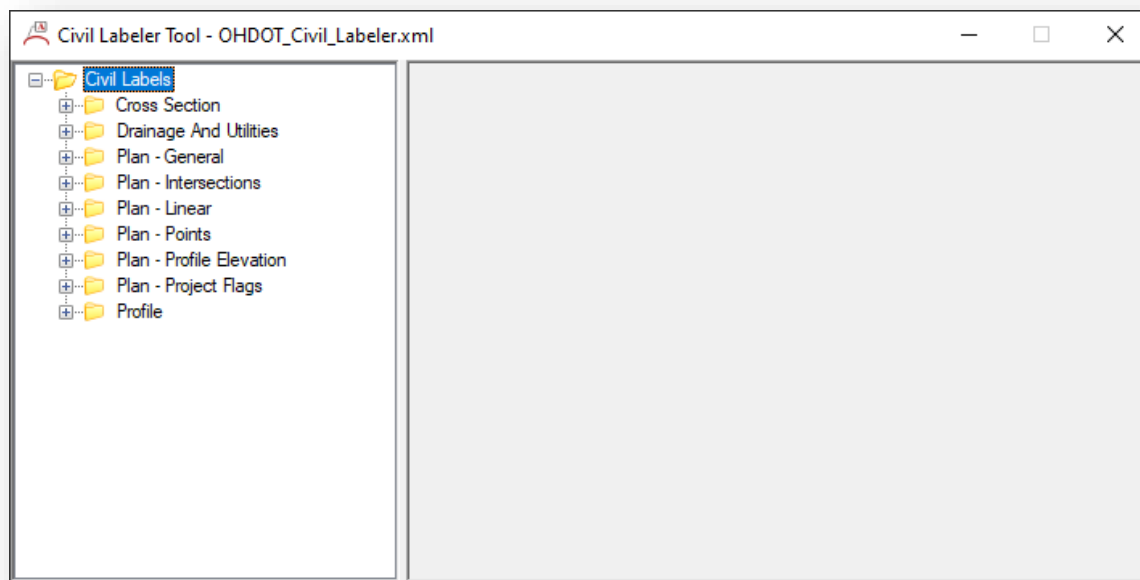 Civil Labeler Tool - OHDOT_Civil_Labeler.xml
Civil Labels
Cross Section
Drainage And Utilities
Plan - General
Plan - Intersections
Plan - Linear
Plan - Points
Plan - Profile Elevation
Plan - Project Flags
Profile